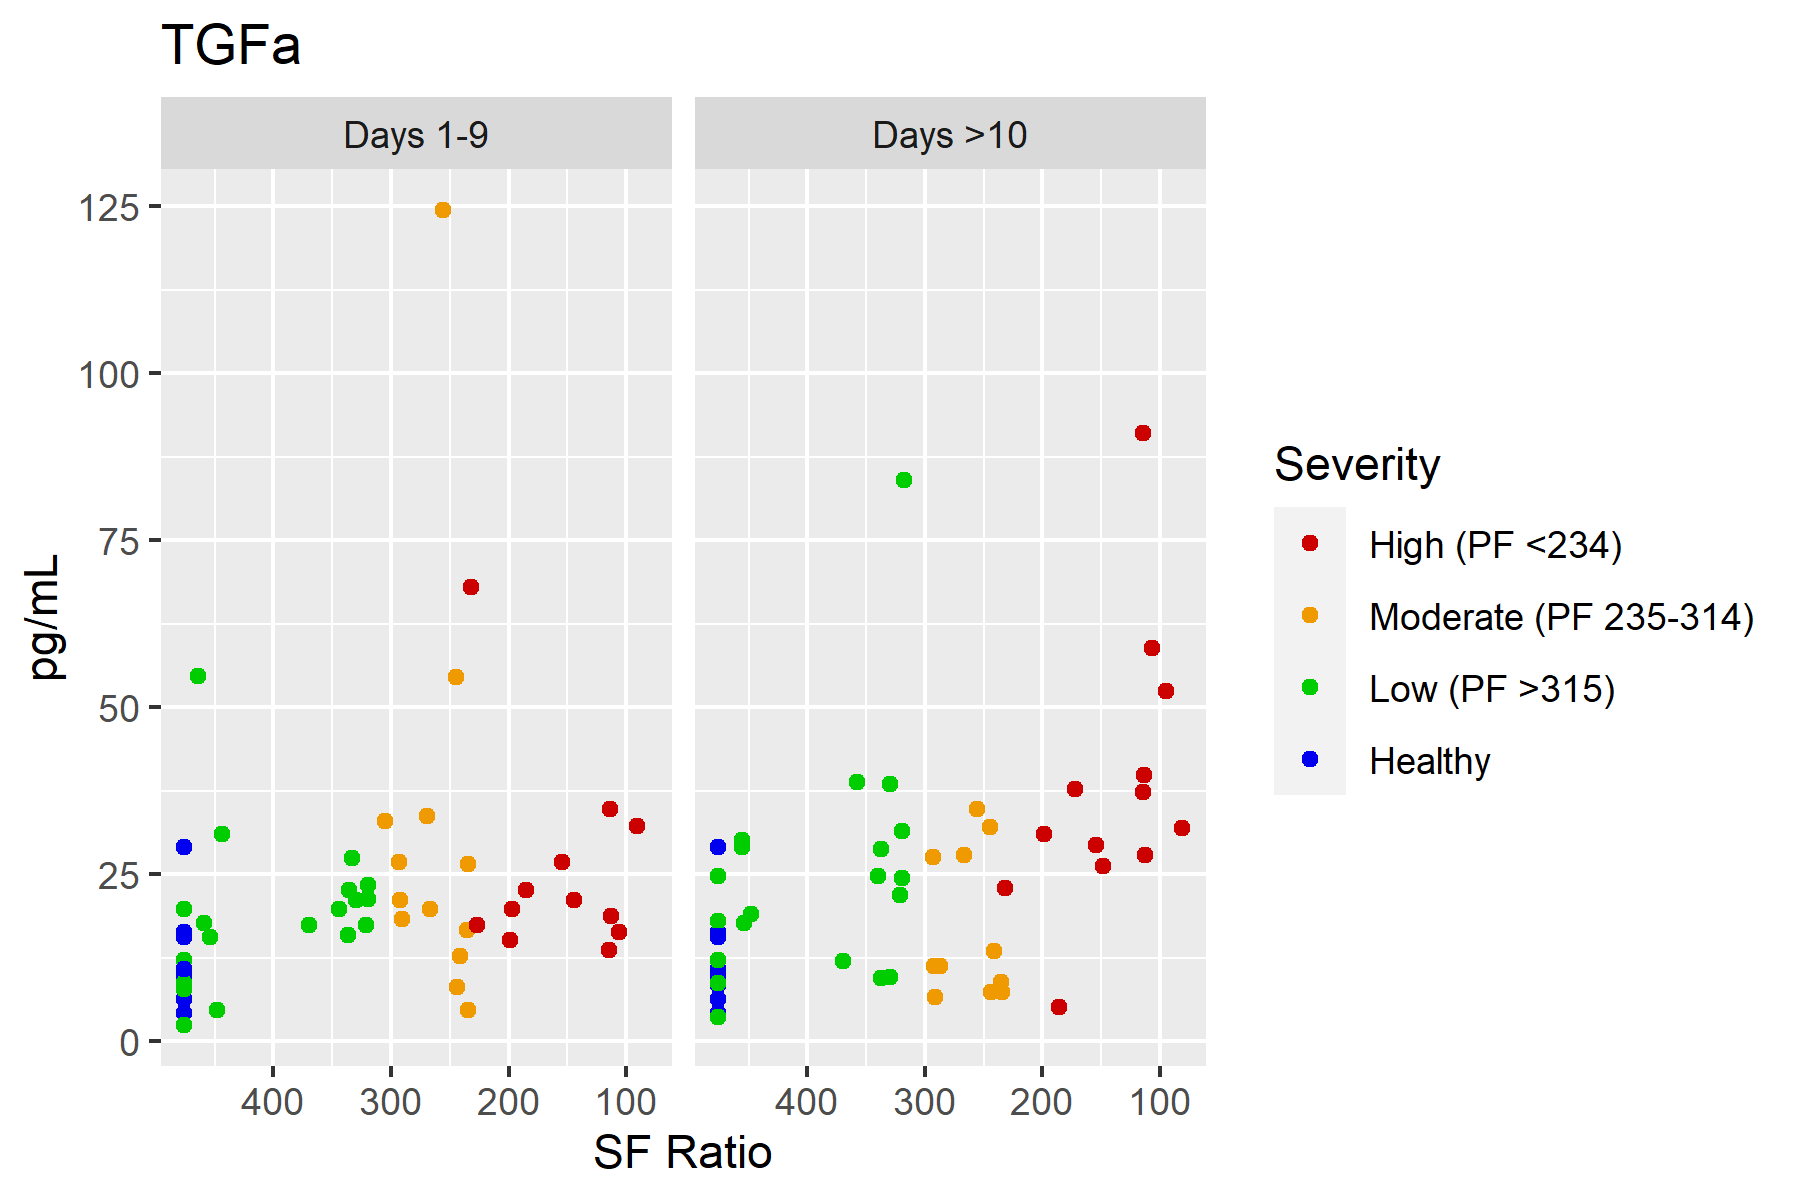 TGFa
Days 1-9
Days >10
125
100
75
50
25
0
pg/mL
400 300 200 100
400 300 200 100
SF Ratio
Severity
High (PF <234)
Moderate (PF 235-314)
Low (PF >315)
Healthy